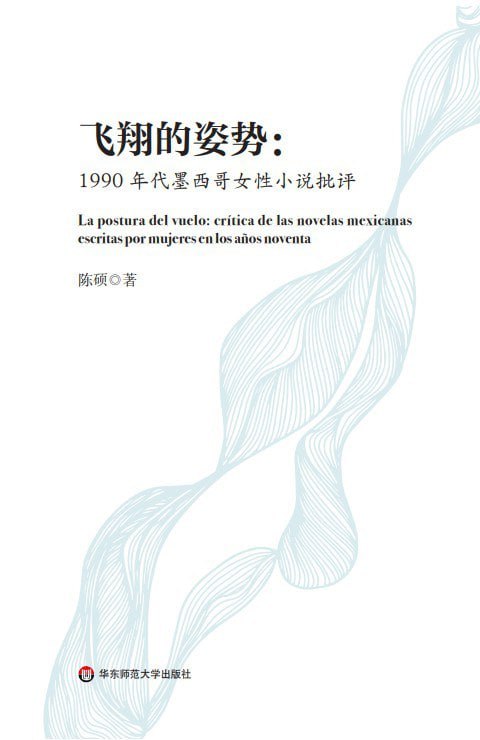 飞翔的姿势：
1990 年代墨西哥女性小说批评
La postura del vuelo: crítica de las novelas mexicanas
escritas por mujeres en los años noventa
陈硕◎著
华东师范大学出版社